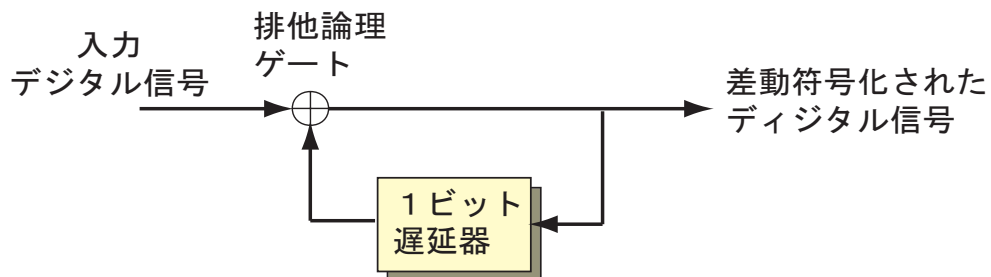 入力
デジタル信号
排他論理
ゲート
差動符号化された
ディジタル信号
１ビット
遅延器